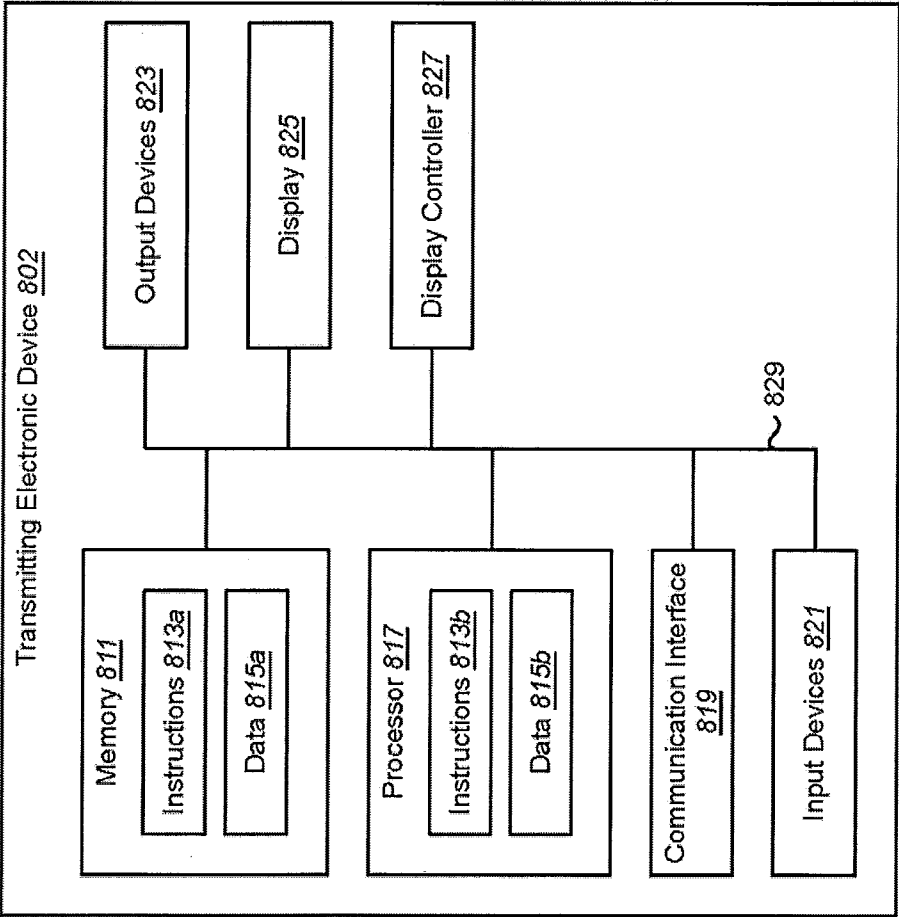 Transmitting Electronic Device 802
Memory 811
Instructions 813a
Data 815a
Processor 817
Instructions 813b
Data 815b
Communication Interface
819
Input Devices 821
Output Devices 823
Display 825
Display Controller 827
829